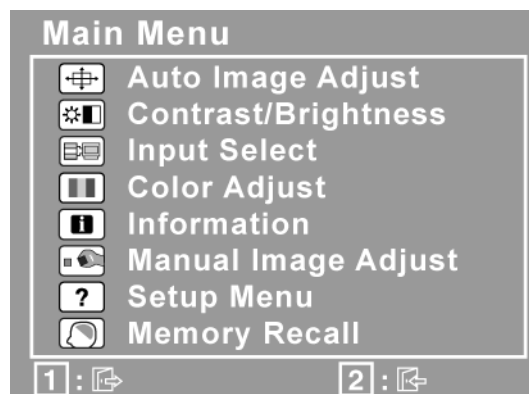 Main Menu
Auto Image Adjust
Contrast/Brightness
Input Select
Color Adjust
i Information
Manual Image Adjust
? Setup Menu
Memory Recall
1 : 2 :